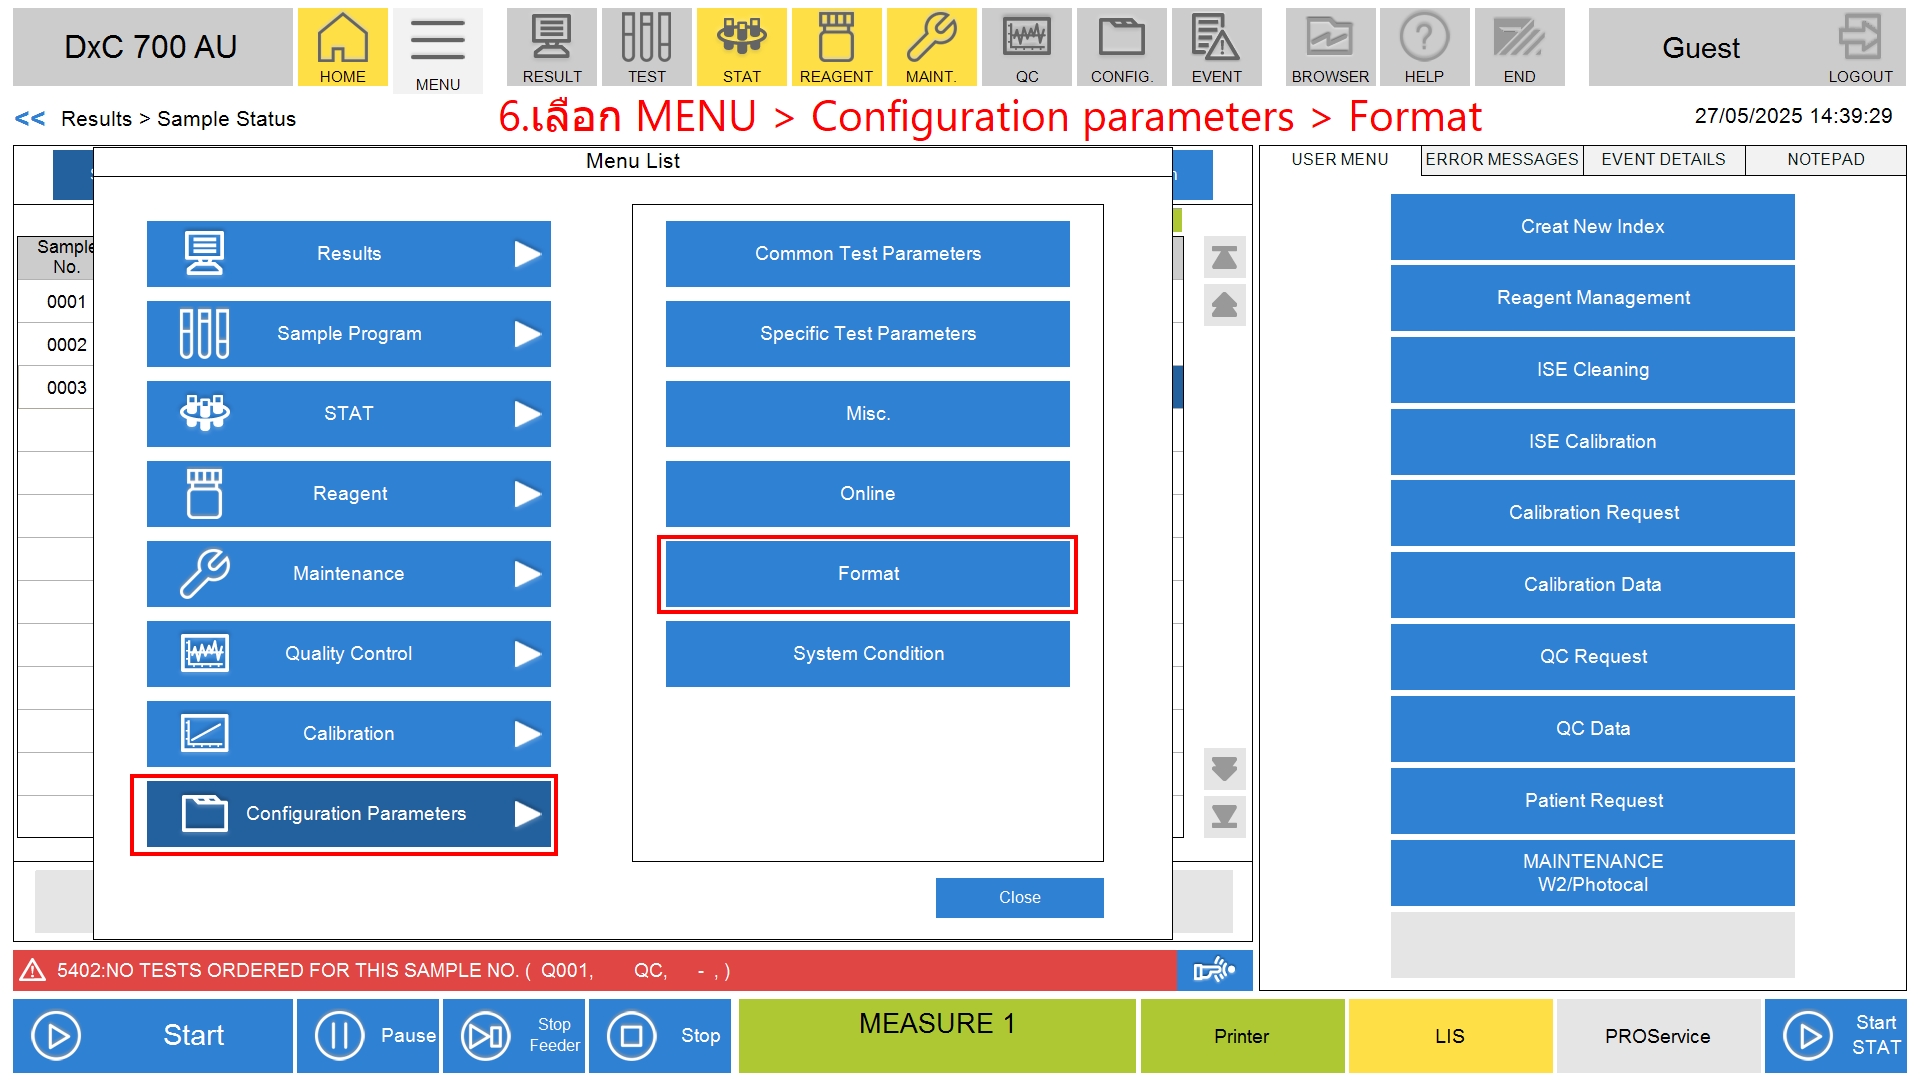 DxC 700 AU
HOME
MENU
RESULT
TEST
STAT
REAGENT
MAINT.
QC
CONFIG.
EVENT
BROWSER
HELP
END
Guest
LOGOUT
<< Results > Sample Status
6.เลือก MENU > Configuration parameters > Format
27/05/2025 14:39:29
Menu List
USER MENU
ERROR MESSAGES
EVENT DETAILS
NOTEPAD
Sample
No.
0001
0002
0003
Results
Sample Program
STAT
Reagent
Maintenance
Quality Control
Calibration
Configuration Parameters
Common Test Parameters
Specific Test Parameters
Misc.
Online
Format
System Condition
Close
Creat New Index
Reagent Management
ISE Cleaning
ISE Calibration
Calibration Request
Calibration Data
QC Request
QC Data
Patient Request
MAINTENANCE
W2/Photocal
5402:NO TESTS ORDERED FOR THIS SAMPLE NO. ( Q001, QC, - , )
Start
Pause
Stop
Feeder
Stop
MEASURE 1
Printer
LIS
PROService
Start
STAT